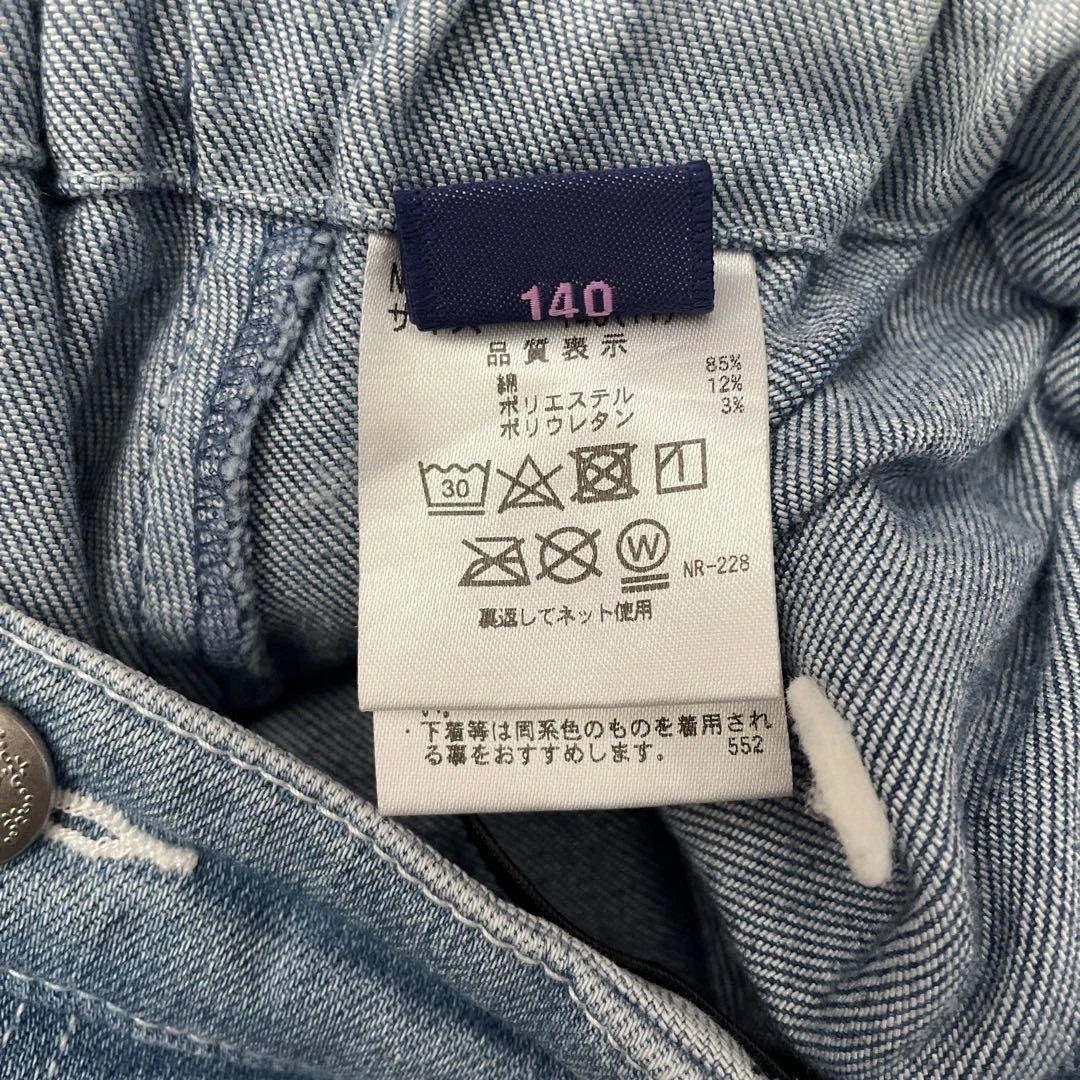 140
品質表示
綿 85%
ポリエステル 12%
ポリウレタン 3%
30
W
NR-228
裏返してネット使用
い。
・下着等は同系色のものを着用され
る事をおすすめします。 552